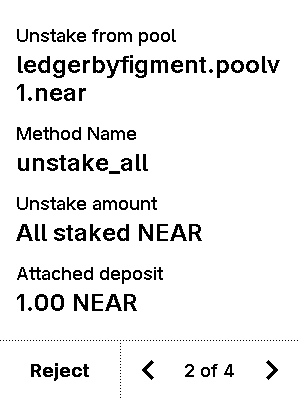 Unstake from pool
ledgerbyfigment.poolv
1.near
Method Name
unstake_all
Unstake amount
All staked NEAR
Attached deposit
1.00 NEAR
Reject
2 of 4